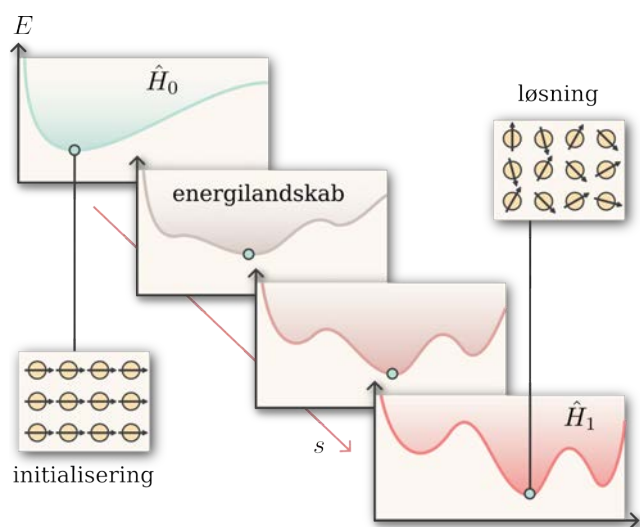 E
Ĥ₀
løsning
energilandskab
Ĥ₁
s
initialisering